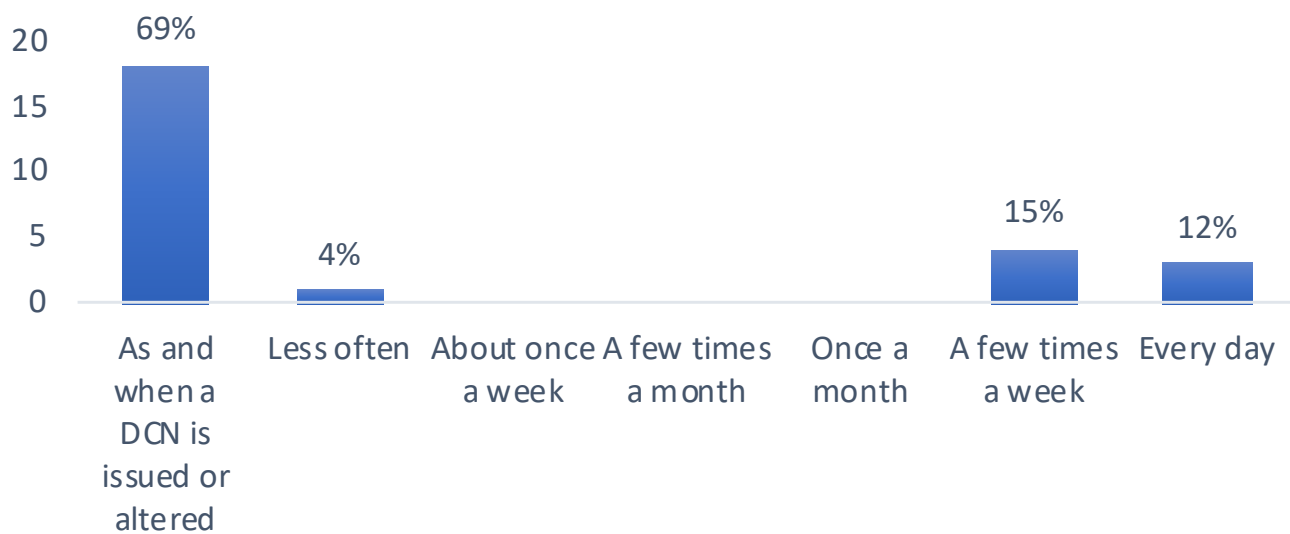 69%
20
15
10
5
0
4%
15%
12%
As and
when a
DCN is
issued or
altered
Less often
About once
a week
A few times
a month
Once a
month
A few times
a week
Every day